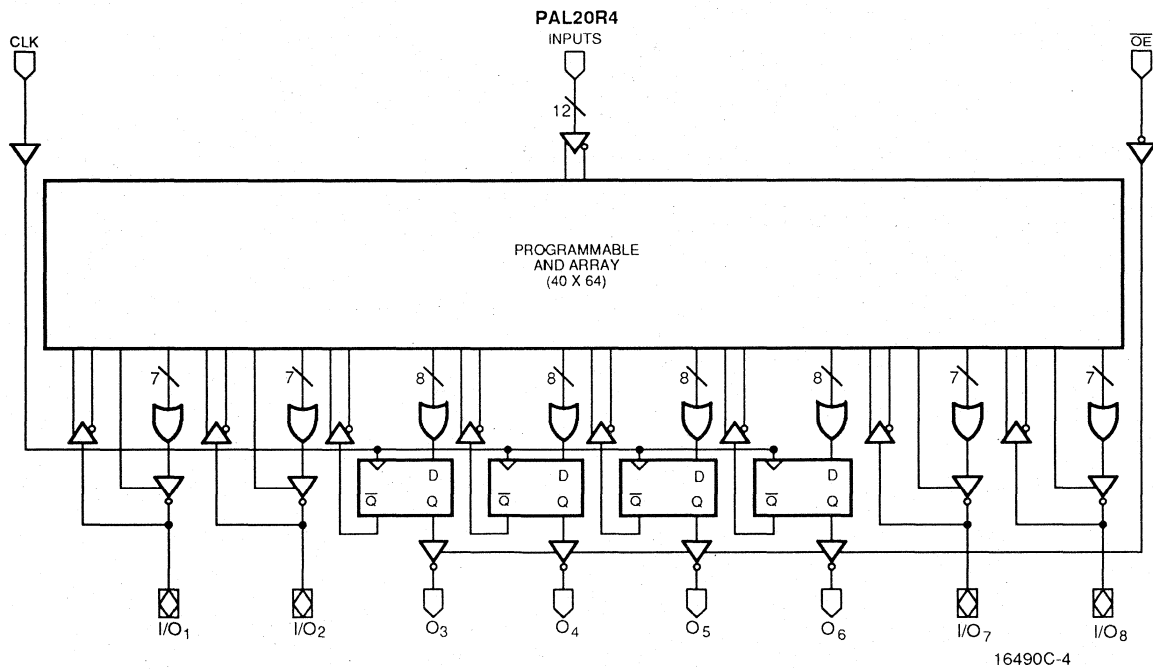 PAL20R4
CLK
INPUTS
O̅E̅
12
PROGRAMMABLE
AND ARRAY
(40 X 64)
7 7 8 8 8 8 7 7
D D D D
Q̅ Q Q̅ Q Q̅ Q Q̅ Q
I/O1 I/O2 O3 O4 O5 O6 I/O7 I/O8
16490C-4